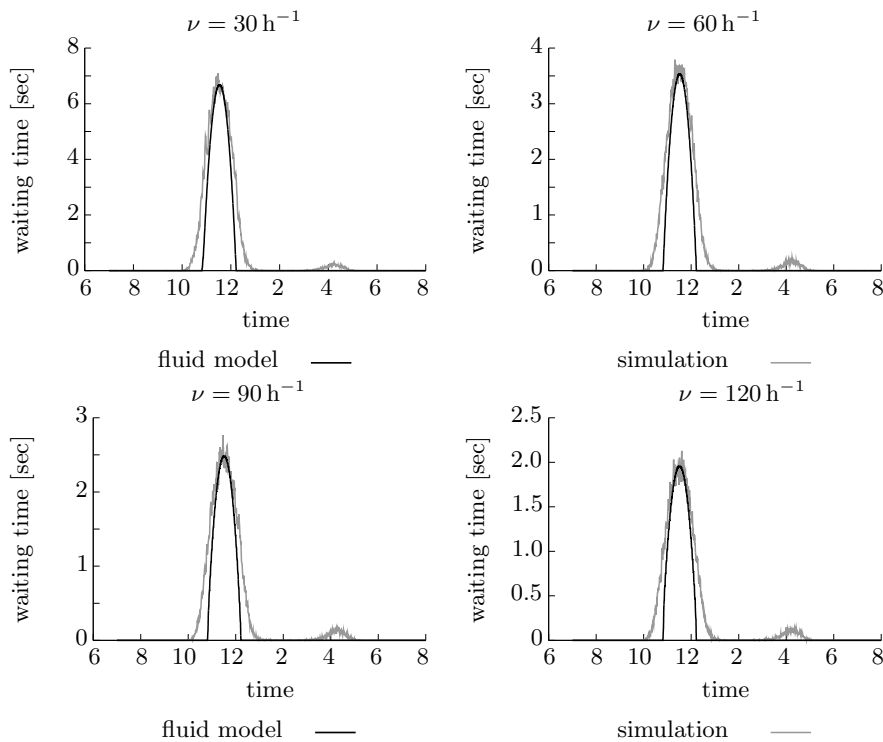 ν = 30 h⁻¹
waiting time [sec]
8
6
4
2
0
6 8 10 12 2 4 6 8
time
ν = 60 h⁻¹
waiting time [sec]
4
3
2
1
0
6 8 10 12 2 4 6 8
time
fluid model
simulation
ν = 90 h⁻¹
waiting time [sec]
3
2
1
0
6 8 10 12 2 4 6 8
time
ν = 120 h⁻¹
waiting time [sec]
2.5
2.0
1.5
1.0
0.5
0
6 8 10 12 2 4 6 8
time
fluid model
simulation